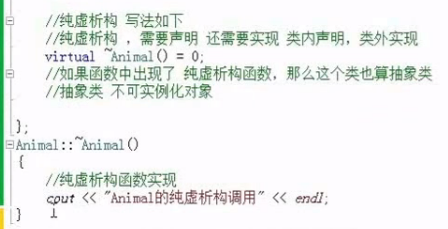 //纯虚析构 写法如下
//纯虚析构 ，需要声明 还需要实现 类内声明，类外实现
virtual ~Animal() = 0;
//如果函数中出现了 纯虚析构函数，那么这个类也算抽象类
//抽象类 不可实例化对象
};
Animal::~Animal()
{
//纯虚析构函数实现
cout << "Animal的纯虚析构调用" << endl;
}